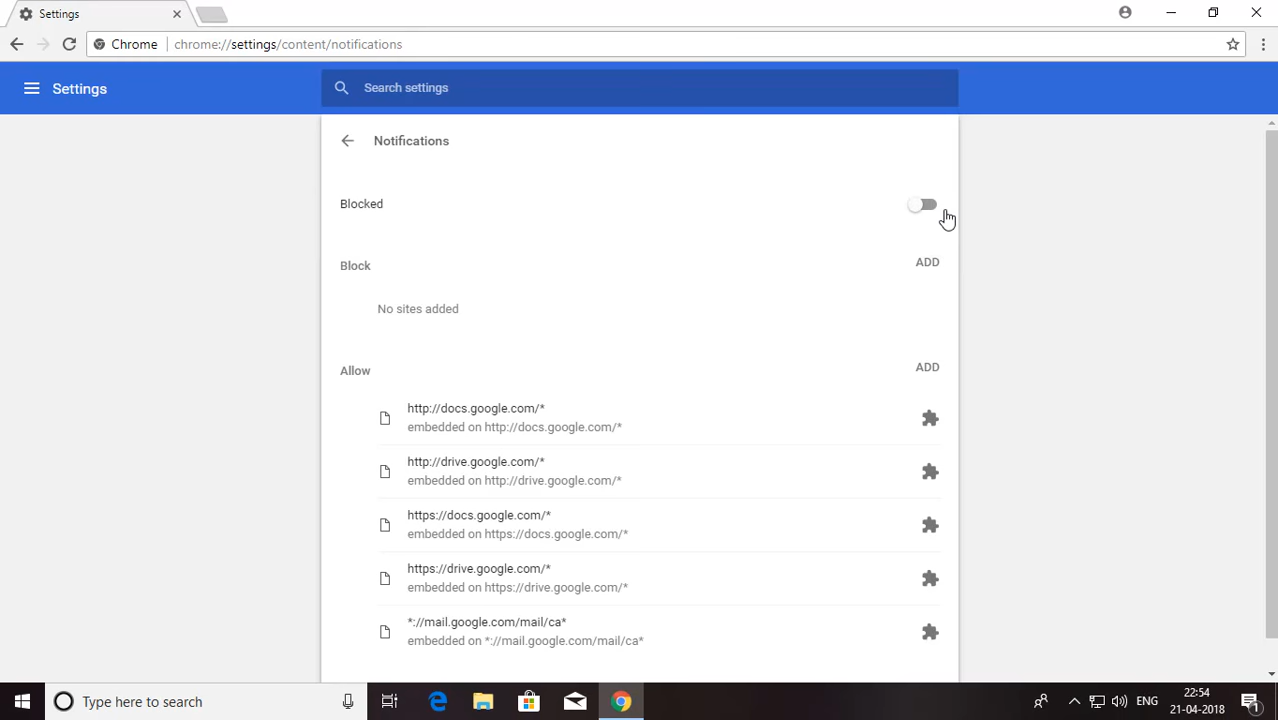 Settings
Chrome
chrome://settings/content/notifications
Settings
Search settings
Notifications
Blocked
Block
ADD
No sites added
Allow
ADD
http://docs.google.com/*
embedded on http://docs.google.com/*
http://drive.google.com/*
embedded on http://drive.google.com/*
https://docs.google.com/*
embedded on https://docs.google.com/*
https://drive.google.com/*
embedded on https://drive.google.com/*
*://mail.google.com/mail/ca*
embedded on *://mail.google.com/mail/ca*
Type here to search
ENG
22:54
21-04-2018
1